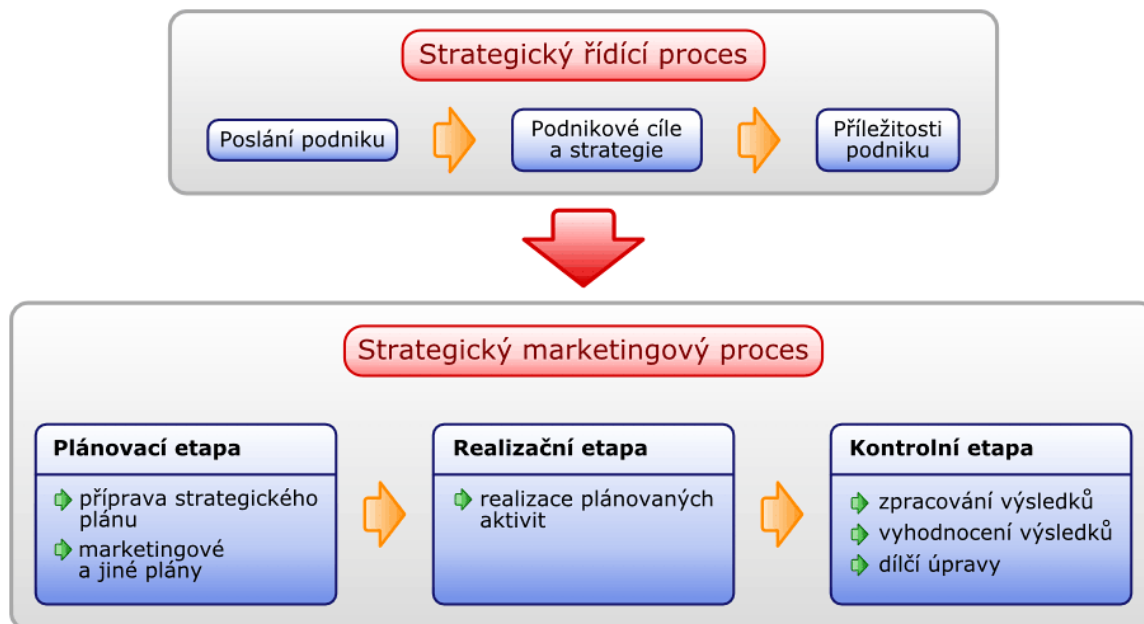 Strategický řídící proces
Poslání podniku
Podnikové cíle
a strategie
Příležitosti
podniku
Strategický marketingový proces
Plánovací etapa
příprava strategického
plánu
marketingové
a jiné plány
Realizační etapa
realizace plánovaných
aktivit
Kontrolní etapa
zpracování výsledků
vyhodnocení výsledků
dílčí úpravy